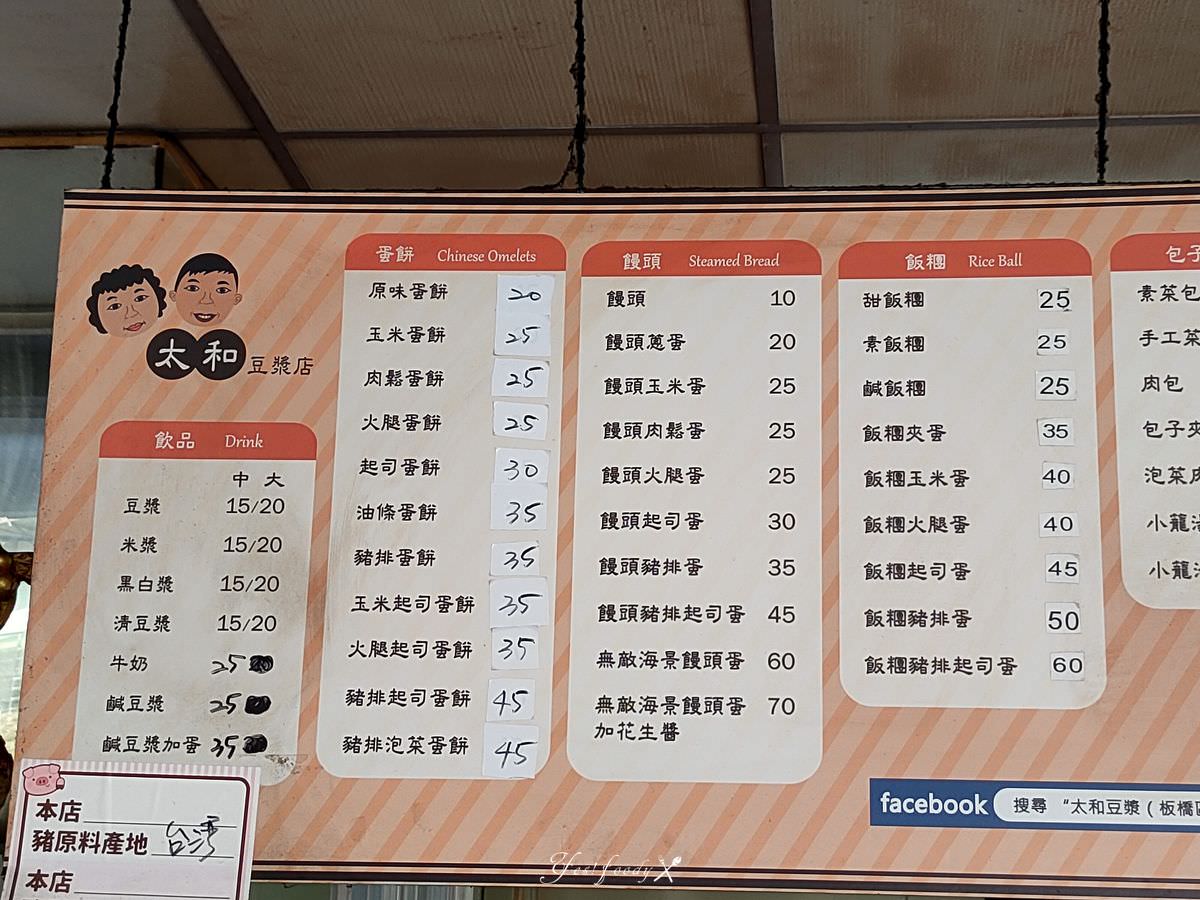 太和豆漿店
飲品 Drink
中 大
豆漿 15/20
米漿 15/20
黑白漿 15/20
清豆漿 15/20
牛奶 25
鹹豆漿 25
鹹豆漿加蛋 35
蛋餅 Chinese Omelets
原味蛋餅 20
玉米蛋餅 25
肉鬆蛋餅 25
火腿蛋餅 25
起司蛋餅 30
油條蛋餅 35
豬排蛋餅 35
玉米起司蛋餅 35
火腿起司蛋餅 35
豬排起司蛋餅 45
豬排泡菜蛋餅 45
饅頭 Steamed Bread
饅頭 10
饅頭蔥蛋 20
饅頭玉米蛋 25
饅頭肉鬆蛋 25
饅頭火腿蛋 25
饅頭起司蛋 30
饅頭豬排蛋 35
饅頭豬排起司蛋 45
無敵海景饅頭蛋 60
無敵海景饅頭蛋 70
加花生醬
飯糰 Rice Ball
甜飯糰 25
素飯糰 25
鹹飯糰 25
飯糰夾蛋 35
飯糰玉米蛋 40
飯糰火腿蛋 40
飯糰起司蛋 45
飯糰豬排蛋 50
飯糰豬排起司蛋 60
包子
素菜包
手工菜
肉包
包子夾
泡菜肉
小籠湯
小籠湯
facebook 搜尋 "太和豆漿(板橋區
本店
豬原料產地 台灣
本店
Yoolfoody